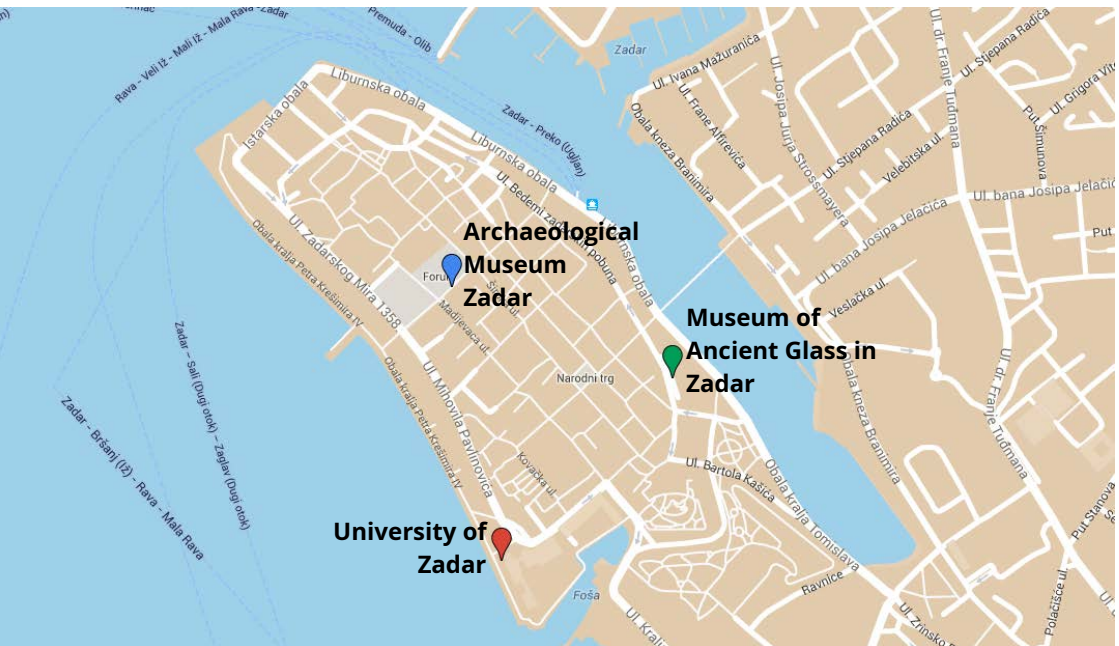 Rava - Veli Iž - Mali Iž - Mala Rava - Zadar
Premuda - Olib
Zadar
Ul. Ivana Mažuranića
Ul. Stjepana Radića
Ul. dr. Franje Tuđmana
Ul. Grigora Vite
Put Šimunova
Liburnska obala
Istarska obala
Liburnska obala
Zadar - Preko (Ugljan)
Obala kneza Branimira
Ul. Frane Alfirevića
Ul. Josipa Jurja Strossmayera
Ul. Stjepana Radića
Velebitska ul.
Ul. bana Josipa Jelačića
Ul. bana Josipa Jelačića
Put
Ul. Zadarskog Mira 1358
Obala kralja Petra Krešimira IV
Archaeological
Museum
Zadar
Madijevaca ul.
Narodni trg
Museum of
Ancient Glass in
Zadar
Veslačka ul.
Obala kneza Branimira
Ul. dr. Franje Tuđmana
Zadar - Sali (Dugi otok) - Zaglav (Dugi otok)
Zadar - Bršanj (Iž) - Rava - Mala Rava
Obala kralja Petra Krešimira IV
Ul. Mihovila Pavlinovića
Kovačka ul.
Ul. Bartola Kašića
Obala kralja Tomislava
University of
Zadar
Foša
Ravnice
Put Stanova
Polačišće ul.
Ul. Kralj
Ul. Zrinsko
Ul.